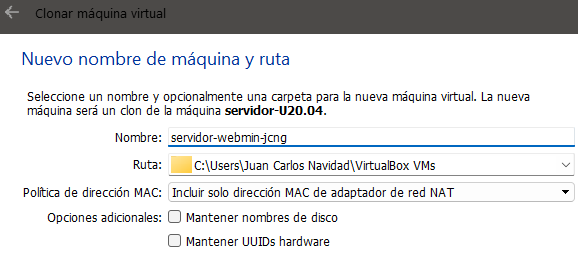 Clonar máquina virtual
Nuevo nombre de máquina y ruta
Seleccione un nombre y opcionalmente una carpeta para la nueva máquina virtual. La nueva
máquina será un clon de la máquina servidor-U20.04.
Nombre: servidor-webmin-jcng
Ruta: C:\Users\Juan Carlos Navidad\VirtualBox VMs
Política de dirección MAC: Incluir solo dirección MAC de adaptador de red NAT
Opciones adicionales: Mantener nombres de disco
Mantener UUIDs hardware